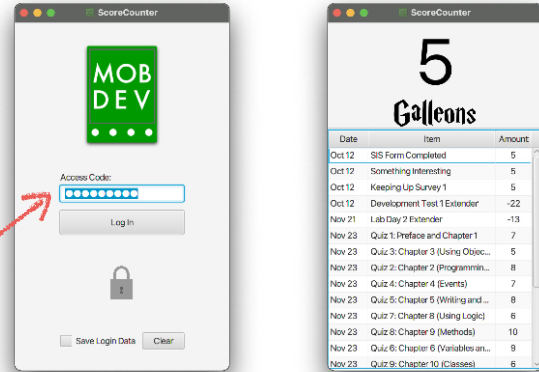 ScoreCounter
MOB
DEV
Access Code:
Log In
Save Login Data
Clear
ScoreCounter
5
Galleons
Date Item Amount
Oct 12 SIS Form Completed 5
Oct 12 Something Interesting 5
Oct 12 Keeping Up Survey 1 5
Oct 12 Development Test 1 Extender -22
Nov 21 Lab Day 2 Extender -13
Nov 23 Quiz 1: Preface and Chapter 1 7
Nov 23 Quiz 3: Chapter 3 (Using Objec... 5
Nov 23 Quiz 2: Chapter 2 (Programmin... 8
Nov 23 Quiz 4: Chapter 4 (Events) 7
Nov 23 Quiz 5: Chapter 5 (Writing and ... 8
Nov 23 Quiz 7: Chapter 8 (Using Logic) 6
Nov 23 Quiz 8: Chapter 9 (Methods) 10
Nov 23 Quiz 6: Chapter 6 (Variables an... 9
Nov 23 Quiz 9: Chapter 10 (Classes) 6